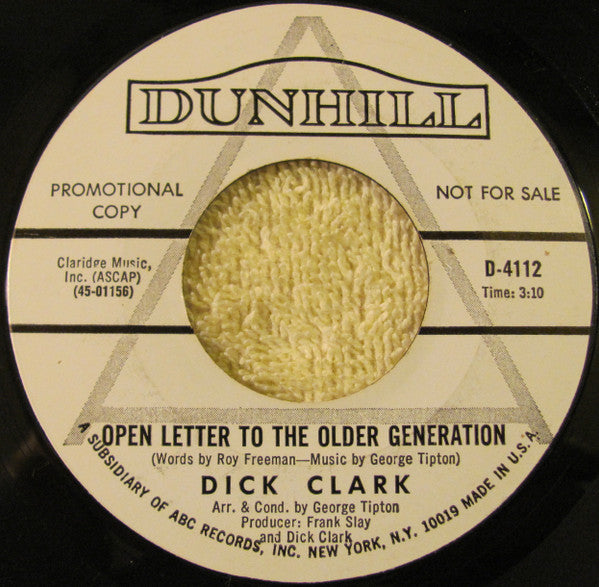 DUNHILL
PROMOTIONAL
COPY
NOT FOR SALE
Claridge Music,
Inc. (ASCAP)
(45-01156)
D-4112
Time: 3:10
OPEN LETTER TO THE OLDER GENERATION
(Words by Roy Freeman—Music by George Tipton)
DICK CLARK
Arr. & Cond. by George Tipton
Producer: Frank Slay
and Dick Clark
A SUBSIDIARY OF ABC RECORDS, INC. NEW YORK, N.Y. 10019 MADE IN U.S.A.